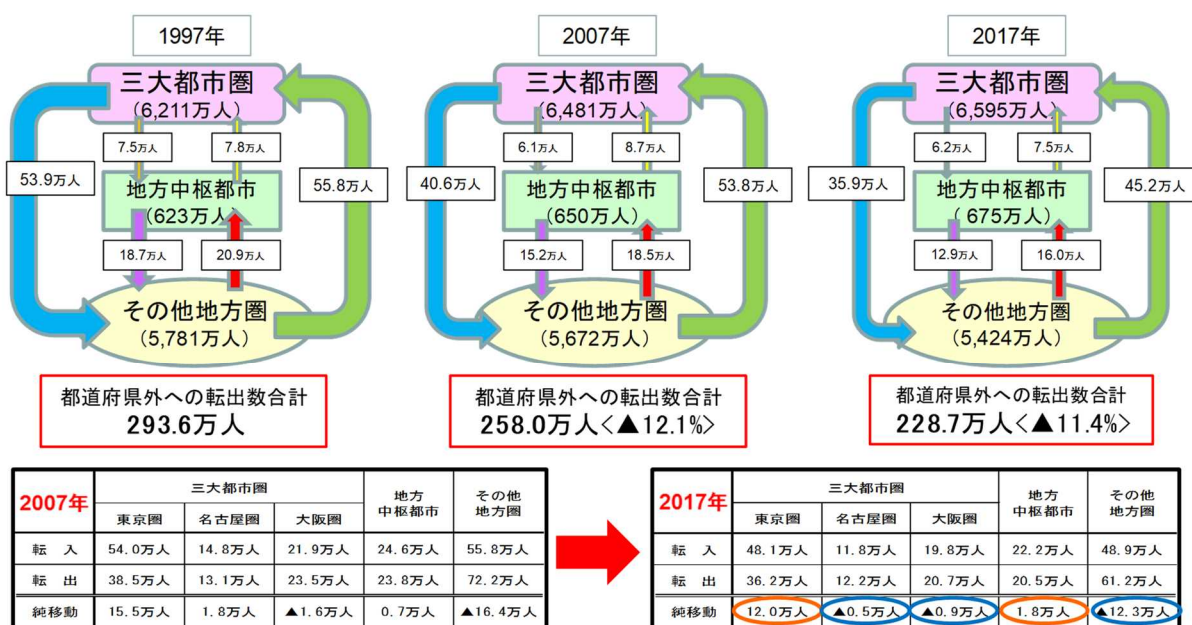 1997年
三大都市圏
(6,211万人)
7.5万人
7.8万人
53.9万人
55.8万人
地方中枢都市
(623万人)
18.7万人
20.9万人
その他地方圏
(5,781万人)
都道府県外への転出数合計
293.6万人
2007年
三大都市圏
(6,481万人)
6.1万人
8.7万人
40.6万人
53.8万人
地方中枢都市
(650万人)
15.2万人
18.5万人
その他地方圏
(5,672万人)
都道府県外への転出数合計
258.0万人<▲12.1%>
2017年
三大都市圏
(6,595万人)
6.2万人
7.5万人
35.9万人
45.2万人
地方中枢都市
(675万人)
12.9万人
16.0万人
その他地方圏
(5,424万人)
都道府県外への転出数合計
228.7万人<▲11.4%>
2007年 三大都市圏 地方中枢都市 その他地方圏
東京圏 名古屋圏 大阪圏
転 入 54.0万人 14.8万人 21.9万人 24.6万人 55.8万人
転 出 38.5万人 13.1万人 23.5万人 23.8万人 72.2万人
純移動 15.5万人 1.8万人 ▲1.6万人 0.7万人 ▲16.4万人
2017年 三大都市圏 地方中枢都市 その他地方圏
東京圏 名古屋圏 大阪圏
転 入 48.1万人 11.8万人 19.8万人 22.2万人 48.9万人
転 出 36.2万人 12.2万人 20.7万人 20.5万人 61.2万人
純移動 12.0万人 ▲0.5万人 ▲0.9万人 1.8万人 ▲12.3万人